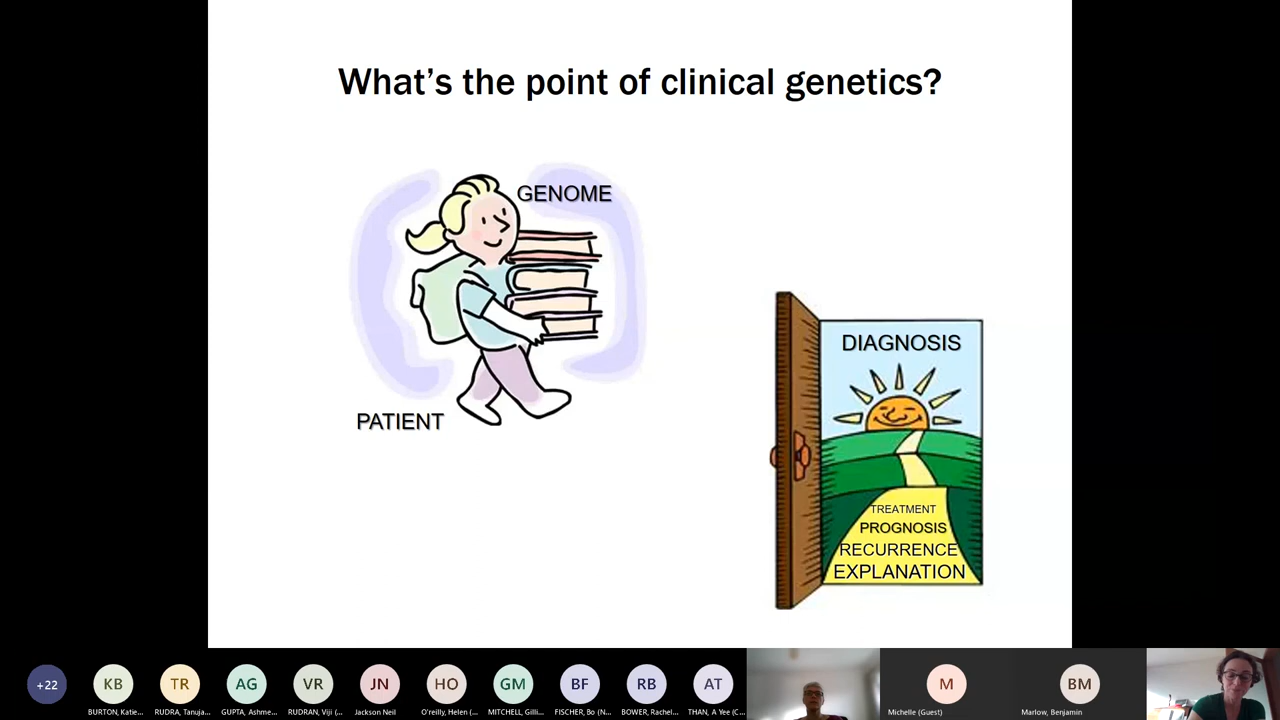 What's the point of clinical genetics?
GENOME
PATIENT
DIAGNOSIS
TREATMENT
PROGNOSIS
RECURRENCE
EXPLANATION
+22
KB
TR
AG
VR
JN
HO
GM
BF
RB
AT
M
BM
BURTON, Katie...
RUDRA, Tanuja...
GUPTA, Ashme...
RUDRAN, Viji (...
Jackson Neil
O'reilly, Helen (...
MITCHELL, Gilli...
FISCHER, Bo (N...
BOWER, Rachel...
THAN, A Yee (C...
Michelle (Guest)
Marlow, Benjamin